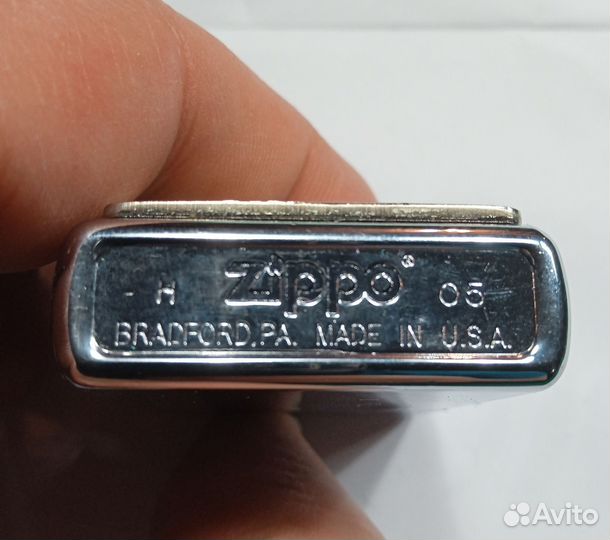 - H Zippo® 05
BRADFORD, PA. MADE IN U.S.A.
Avito